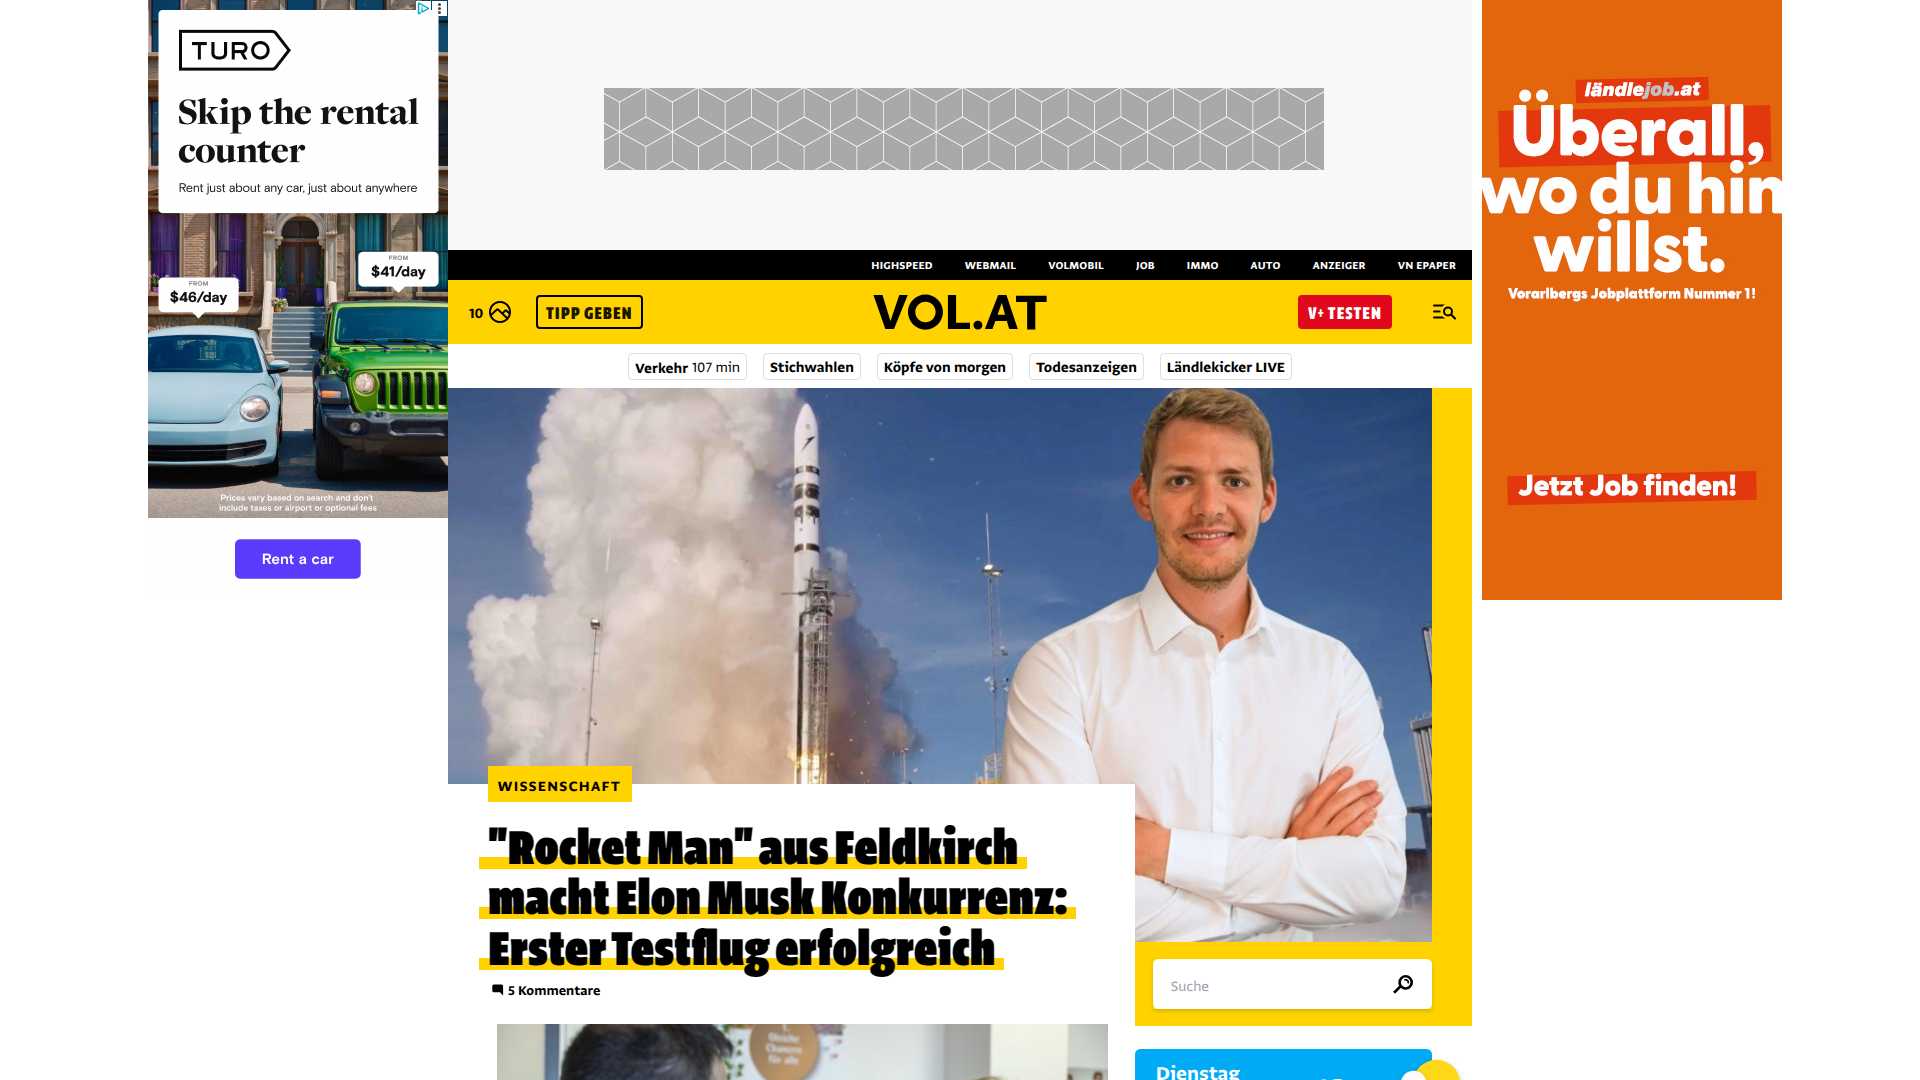 TURO
Skip the rental
counter
Rent just about any car, just about anywhere
FROM
$41/day
FROM
$46/day
Prices vary based on search and don't
include taxes or airport or optional fees
Rent a car
ländlejob.at
Überall,
wo du hin
willst.
Vorarlbergs Jobplattform Nummer 1!
Jetzt Job finden!
HIGHSPEED WEBMAIL VOLMOBIL JOB IMMO AUTO ANZEIGER VN EPAPER
10 TIPP GEBEN VOL.AT V+ TESTEN
Verkehr 107 min Stichwahlen Köpfe von morgen Todesanzeigen Ländlekicker LIVE
WISSENSCHAFT
"Rocket Man" aus Feldkirch
macht Elon Musk Konkurrenz:
Erster Testflug erfolgreich
5 Kommentare
Suche
Gleiche
Chancen
für alle
Dienstag